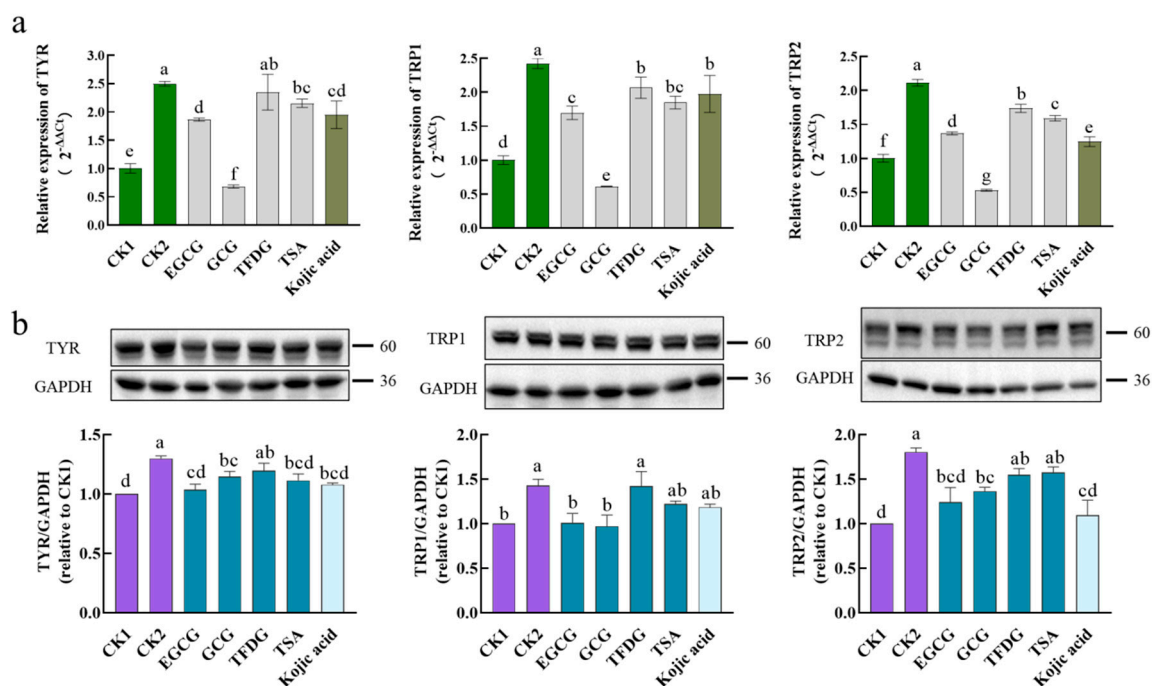 a
Relative expression of TYR
( 2-ΔΔCt)
3.0
2.5
2.0
1.5
1.0
0.5
0.0
e
a
d
f
ab
bc
cd
CK1
CK2
EGCG
GCG
TFDG
TSA
Kojic acid
Relative expression of TRP1
( 2-ΔΔCt)
2.5
2.0
1.5
1.0
0.5
0.0
d
a
c
e
b
bc
b
CK1
CK2
EGCG
GCG
TFDG
TSA
Kojic acid
Relative expression of TRP2
( 2-ΔΔCt)
2.5
2.0
1.5
1.0
0.5
0.0
f
a
d
g
b
c
e
CK1
CK2
EGCG
GCG
TFDG
TSA
Kojic acid
b
TYR
60
GAPDH
36
TRP1
60
GAPDH
36
TRP2
60
GAPDH
36
TYR/GAPDH
(relative to CK1)
1.5
1.0
0.5
0.0
d
a
cd
bc
ab
bcd
bcd
CK1
CK2
EGCG
GCG
TFDG
TSA
Kojic acid
TRP1/GAPDH
(relative to CK1)
2.0
1.5
1.0
0.5
0.0
b
a
b
b
a
ab
ab
CK1
CK2
EGCG
GCG
TFDG
TSA
Kojic acid
TRP2/GAPDH
(relative to CK1)
2.0
1.5
1.0
0.5
0.0
d
a
bcd
bc
ab
ab
cd
CK1
CK2
EGCG
GCG
TFDG
TSA
Kojic acid